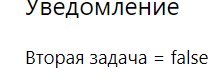 Уведомление
Вторая задача = false